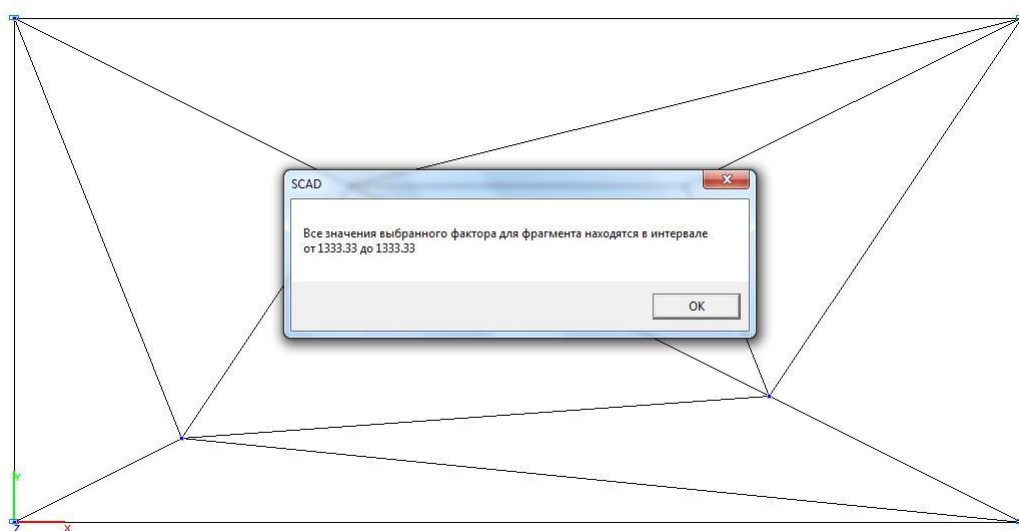 SCAD
Все значения выбранного фактора для фрагмента находятся в интервале
от 1333.33 до 1333.33
OK
Y
Z
X